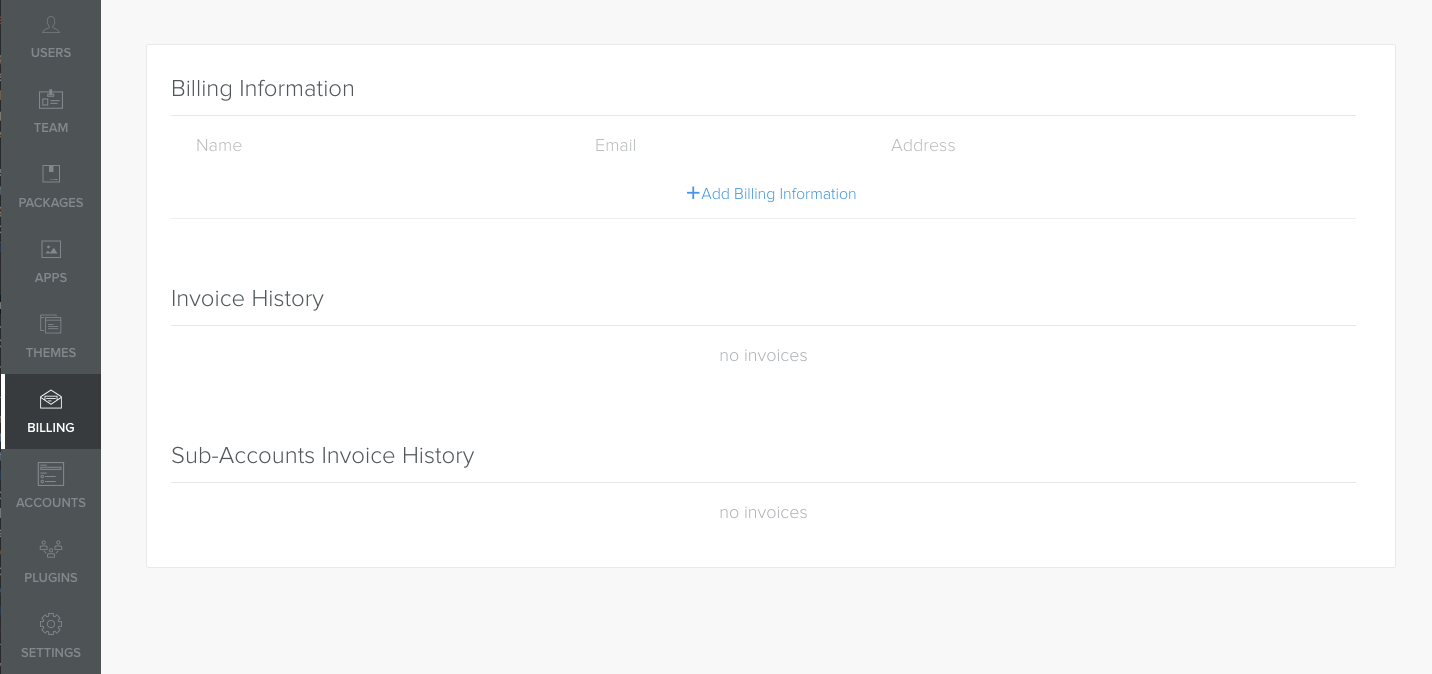 USERS
TEAM
PACKAGES
APPS
THEMES
BILLING
ACCOUNTS
PLUGINS
SETTINGS
Billing Information
Name Email Address
+Add Billing Information
Invoice History
no invoices
Sub-Accounts Invoice History
no invoices